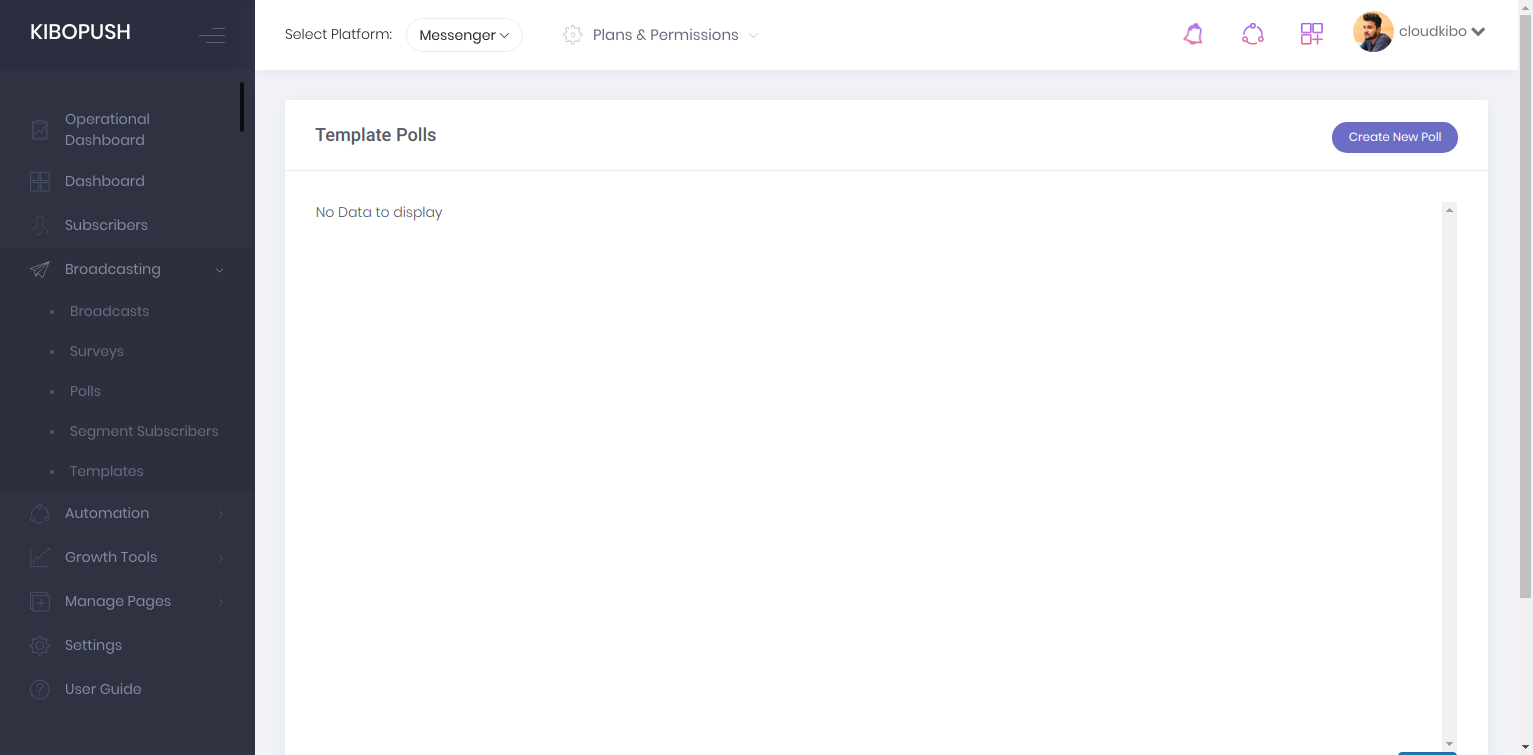 KIBOPUSH
Select Platform:
Messenger
Plans & Permissions
cloudkibo
Operational
Dashboard
Dashboard
Subscribers
Broadcasting
Broadcasts
Surveys
Polls
Segment Subscribers
Templates
Automation
Growth Tools
Manage Pages
Settings
User Guide
Template Polls
Create New Poll
No Data to display